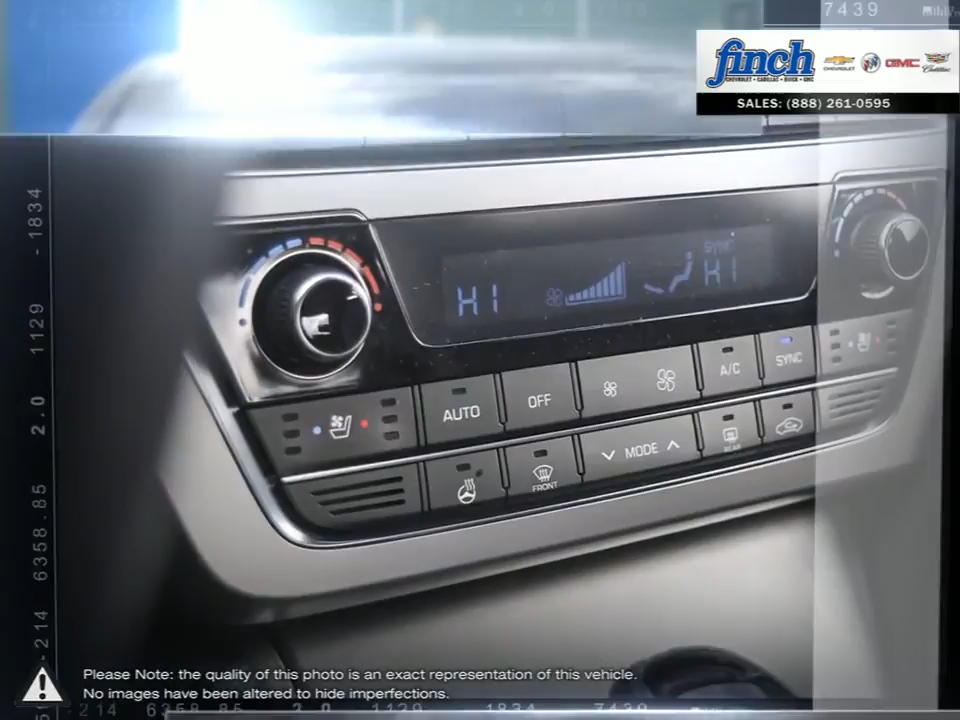 7439
finch
CHEVROLET • CADILLAC • BUICK • GMC
CHEVROLET
GMC
Cadillac
SALES: (888) 261-0595
-1834
1129
2.0
6358.85
-214
HI
SYNC
HI
AUTO
OFF
A/C
SYNC
FRONT
MODE
REAR
Please Note: the quality of this photo is an exact representation of this vehicle.
No images have been altered to hide imperfections.
214 6358.85 2.0 1129 -1834 7439